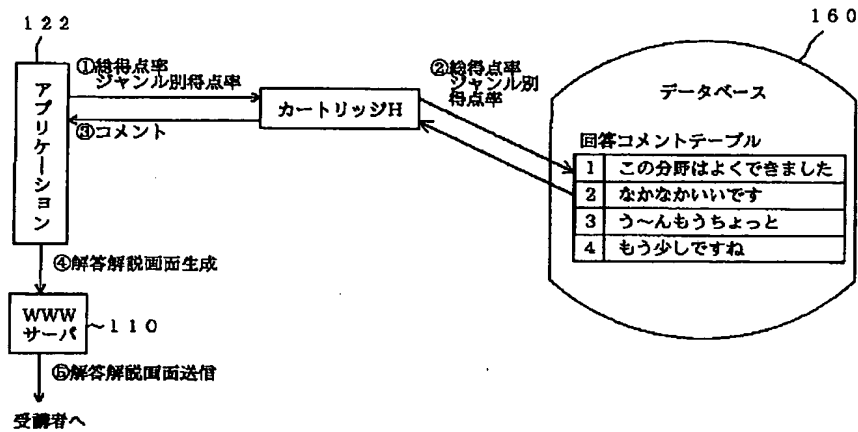 122
160
アプリケーション
①総得点率
ジャンル別得点率
カートリッジH
③コメント
②総得点率
ジャンル別
得点率
データベース
回答コメントテーブル
1 この分野はよくできました
2 なかなかいいです
3 う～んもうちょっと
4 もう少しですね
④解答解説画面生成
WWW
サーバ
～110
⑤解答解説画面送信
受講者へ